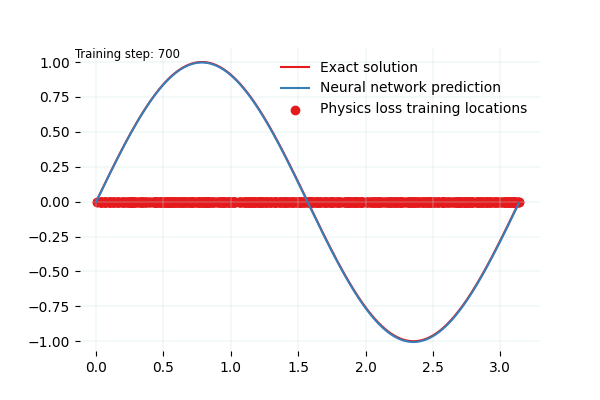 Training step: 700
Exact solution
Neural network prediction
Physics loss training locations
1.00
0.75
0.50
0.25
0.00
−0.25
−0.50
−0.75
−1.00
0.0 0.5 1.0 1.5 2.0 2.5 3.0